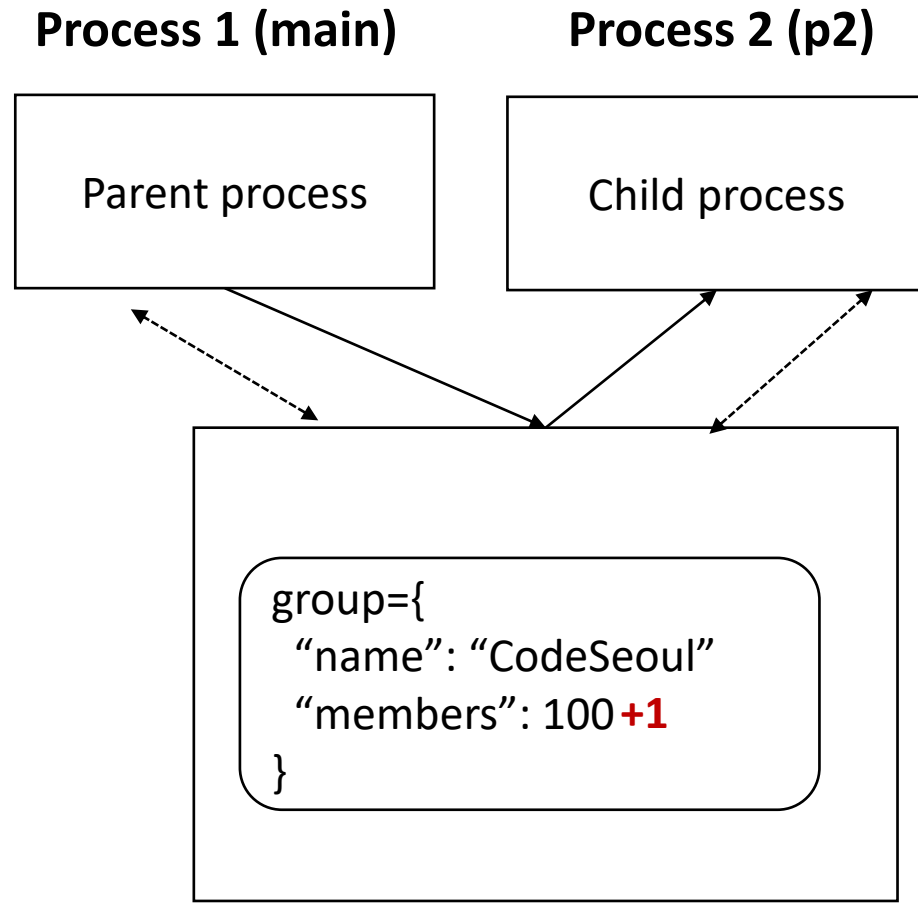 Process 1 (main)
Process 2 (p2)
Parent process
Child process
group={
“name”: “CodeSeoul”
“members”: 100 +1
}